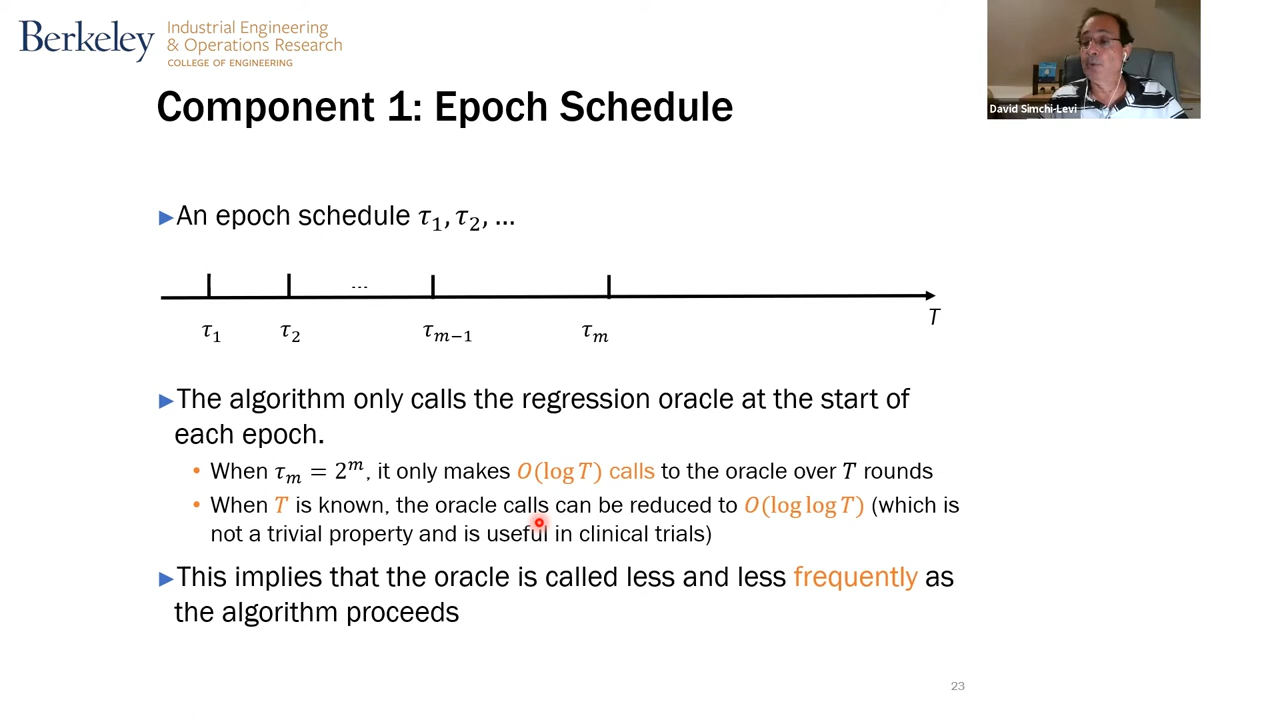 Berkeley
Industrial Engineering
& Operations Research
COLLEGE OF ENGINEERING
David Simchi-Levi
Component 1: Epoch Schedule
►An epoch schedule τ₁, τ₂, …
...
T
τ₁ τ₂ τₘ₋₁ τₘ
►The algorithm only calls the regression oracle at the start of
each epoch.
• When τₘ = 2ᵐ, it only makes O(log T) calls to the oracle over T rounds
• When T is known, the oracle calls can be reduced to O(log log T) (which is
not a trivial property and is useful in clinical trials)
►This implies that the oracle is called less and less frequently as
the algorithm proceeds
23